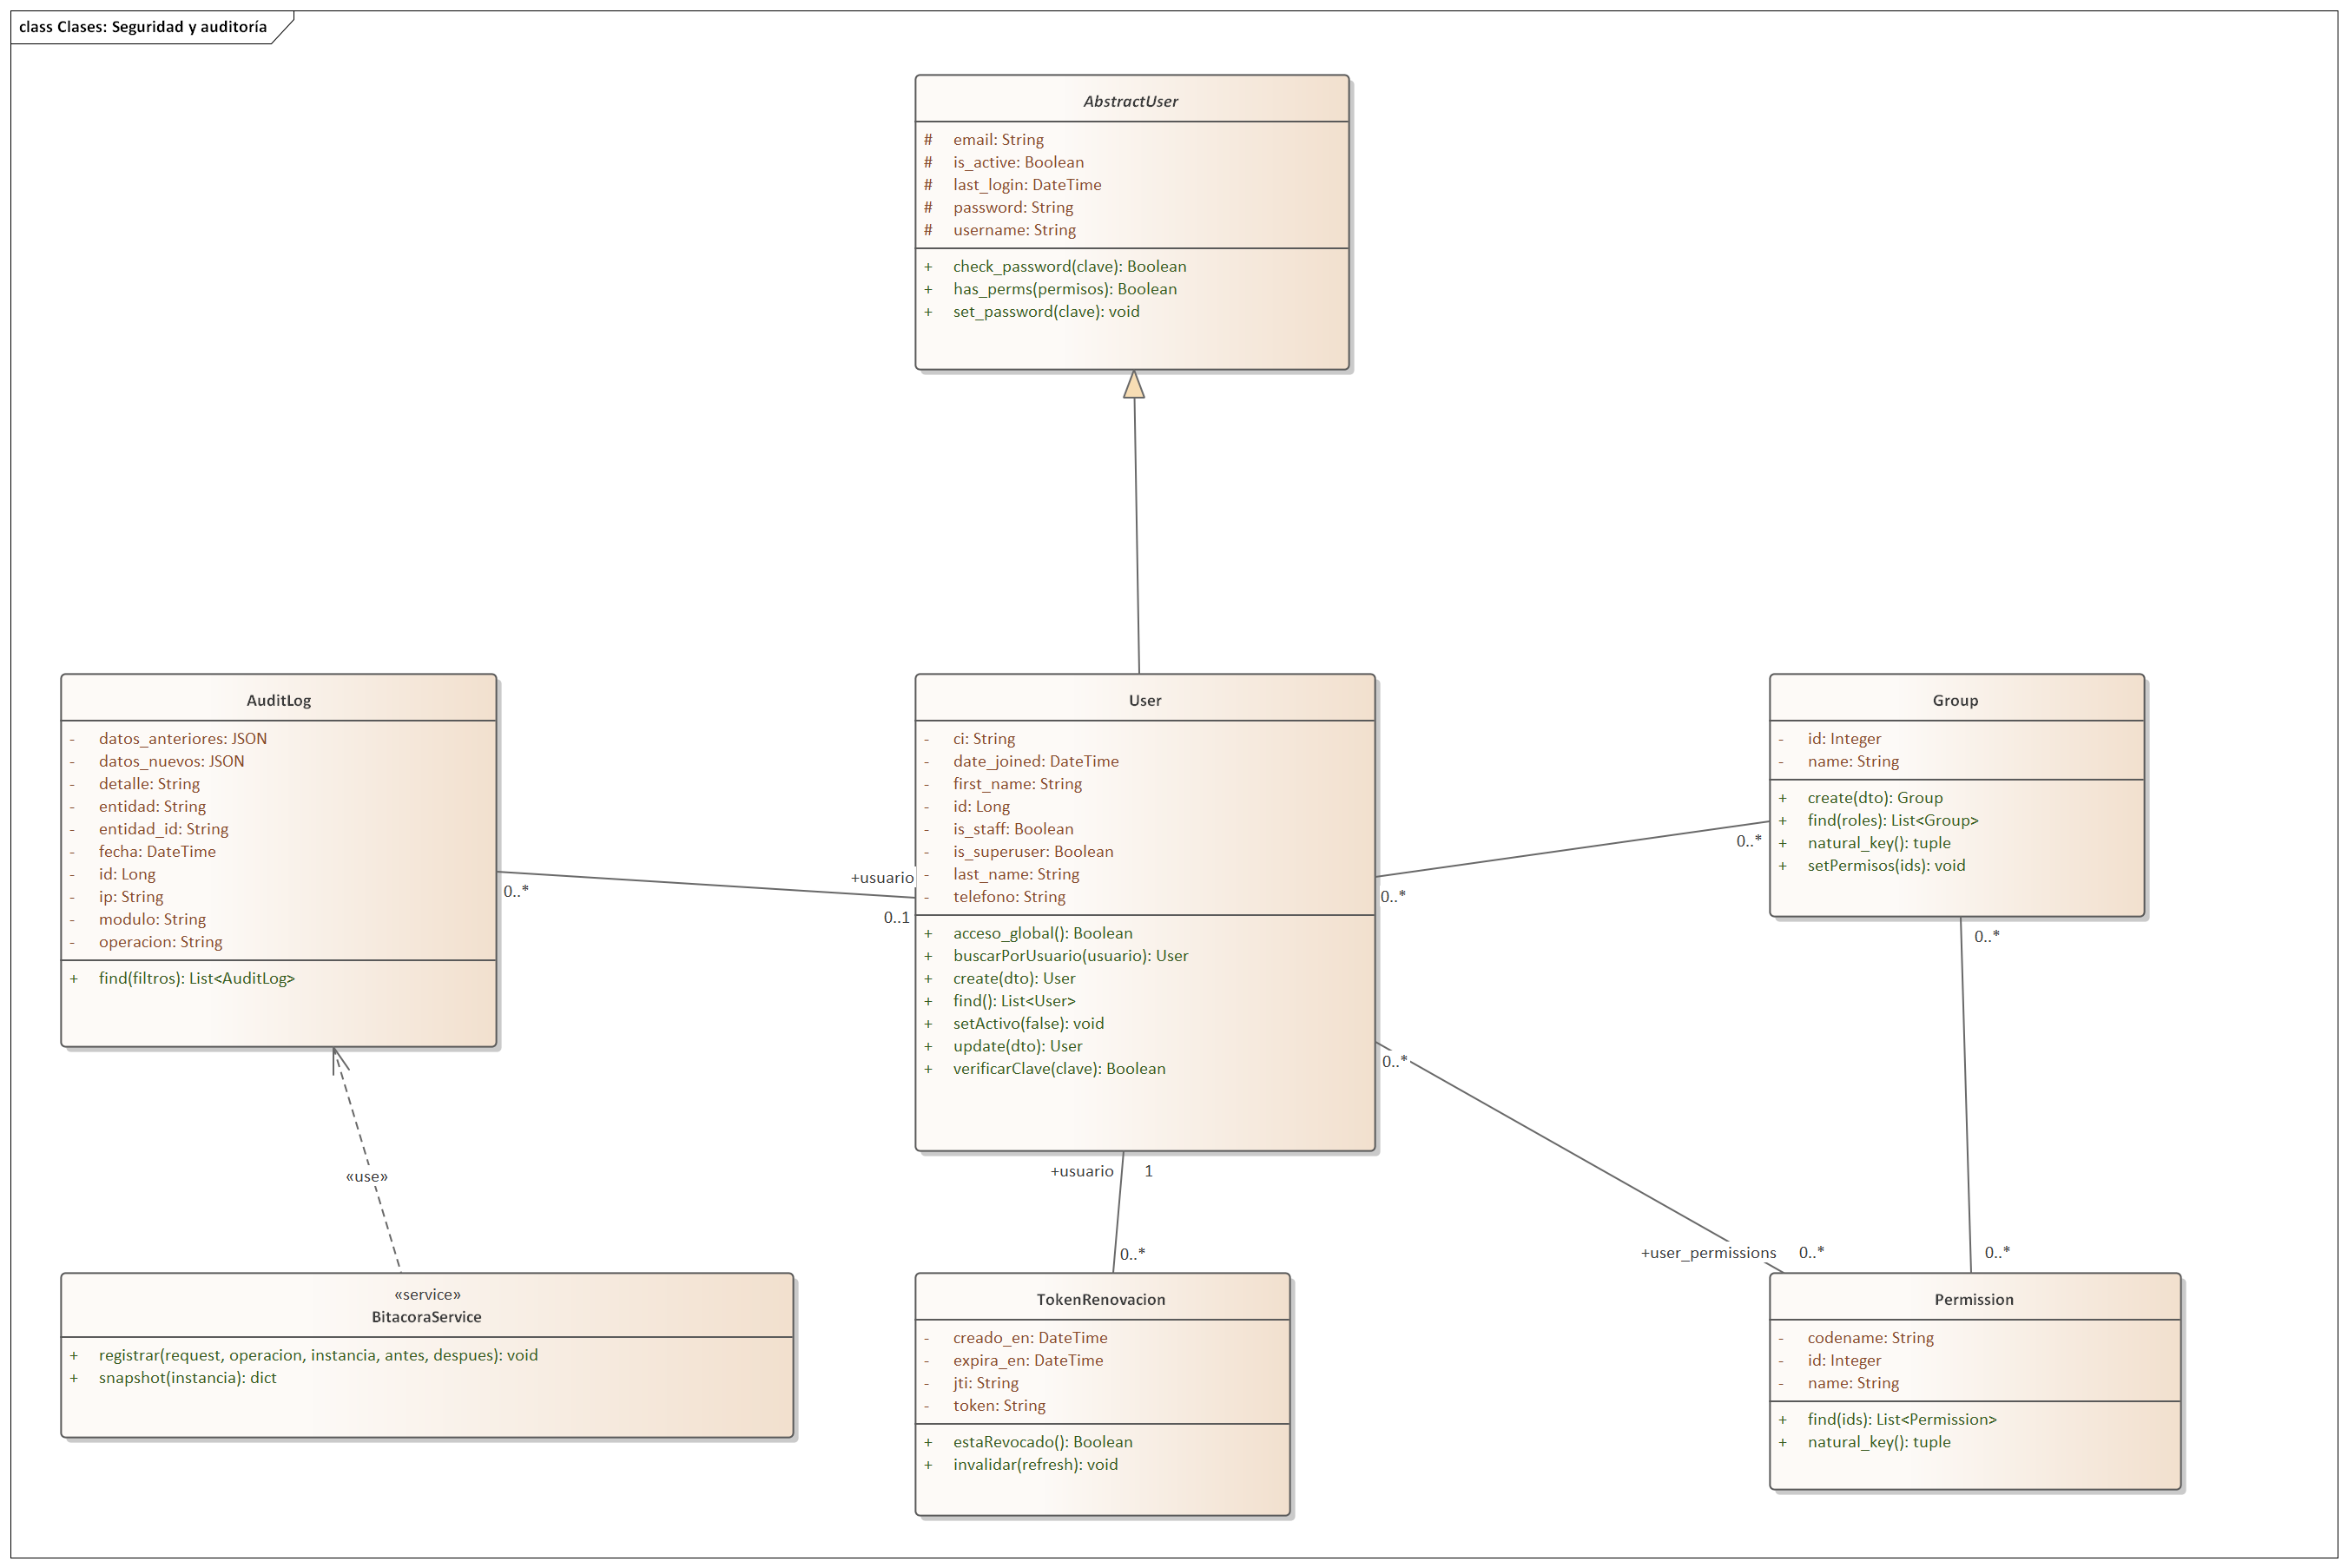 class Clases: Seguridad y auditoría
AbstractUser
# email: String
# is_active: Boolean
# last_login: DateTime
# password: String
# username: String
+ check_password(clave): Boolean
+ has_perms(permisos): Boolean
+ set_password(clave): void
AuditLog
- datos_anteriores: JSON
- datos_nuevos: JSON
- detalle: String
- entidad: String
- entidad_id: String
- fecha: DateTime
- id: Long
- ip: String
- modulo: String
- operacion: String
+ find(filtros): List<AuditLog>
0..*
+usuario
0..1
User
- ci: String
- date_joined: DateTime
- first_name: String
- id: Long
- is_staff: Boolean
- is_superuser: Boolean
- last_name: String
- telefono: String
+ acceso_global(): Boolean
+ buscarPorUsuario(usuario): User
+ create(dto): User
+ find(): List<User>
+ setActivo(false): void
+ update(dto): User
+ verificarClave(clave): Boolean
0..*
0..*
Group
- id: Integer
- name: String
+ create(dto): Group
+ find(roles): List<Group>
+ natural_key(): tuple
+ setPermisos(ids): void
0..*
0..*
«use»
+usuario 1
0..*
+user_permissions 0..*
0..*
«service»
BitacoraService
+ registrar(request, operacion, instancia, antes, despues): void
+ snapshot(instancia): dict
TokenRenovacion
- creado_en: DateTime
- expira_en: DateTime
- jti: String
- token: String
+ estaRevocado(): Boolean
+ invalidar(refresh): void
Permission
- codename: String
- id: Integer
- name: String
+ find(ids): List<Permission>
+ natural_key(): tuple